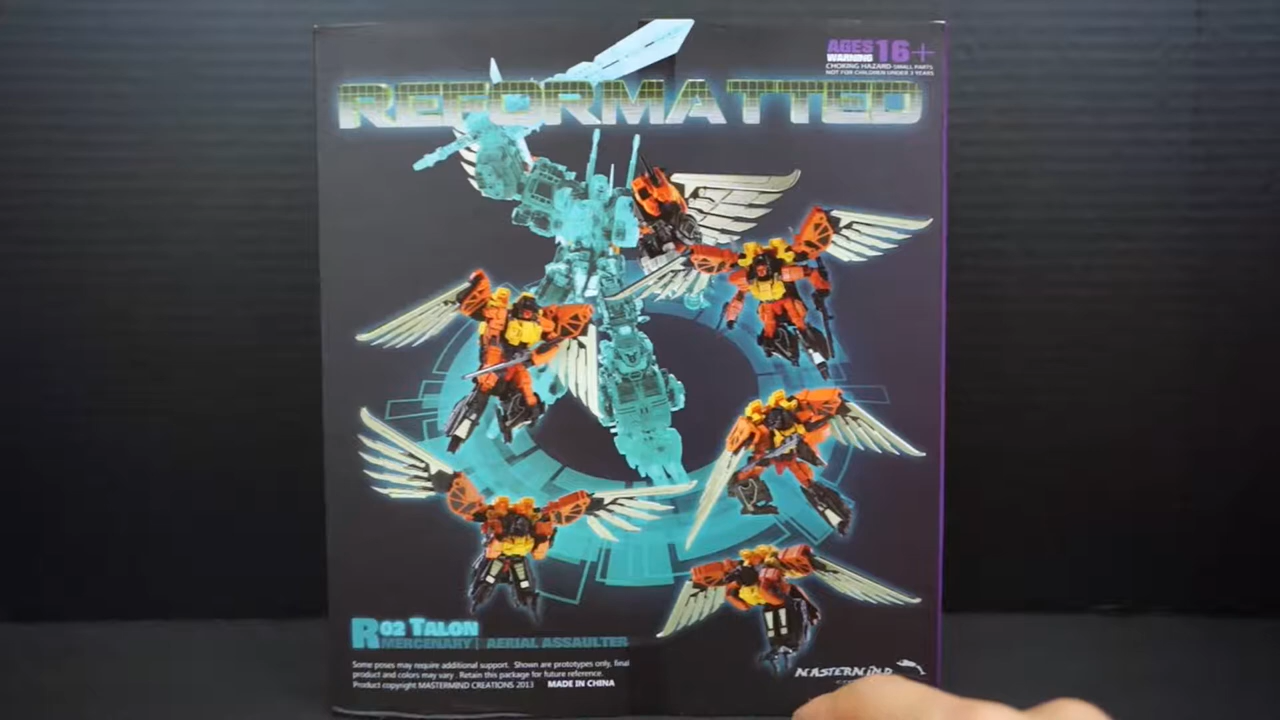 AGES 16+
WARNING
CHOKING HAZARD-SMALL PARTS
NOT FOR CHILDREN UNDER 3 YEARS
REFORMATTED
R02 TALON
MERCENARY | AERIAL ASSAULTER
Some poses may require additional support. Shown are prototypes only, final
product and colors may vary. Retain this package for future reference.
Product copyright MASTERMIND CREATIONS 2013 MADE IN CHINA
MASTERMIND